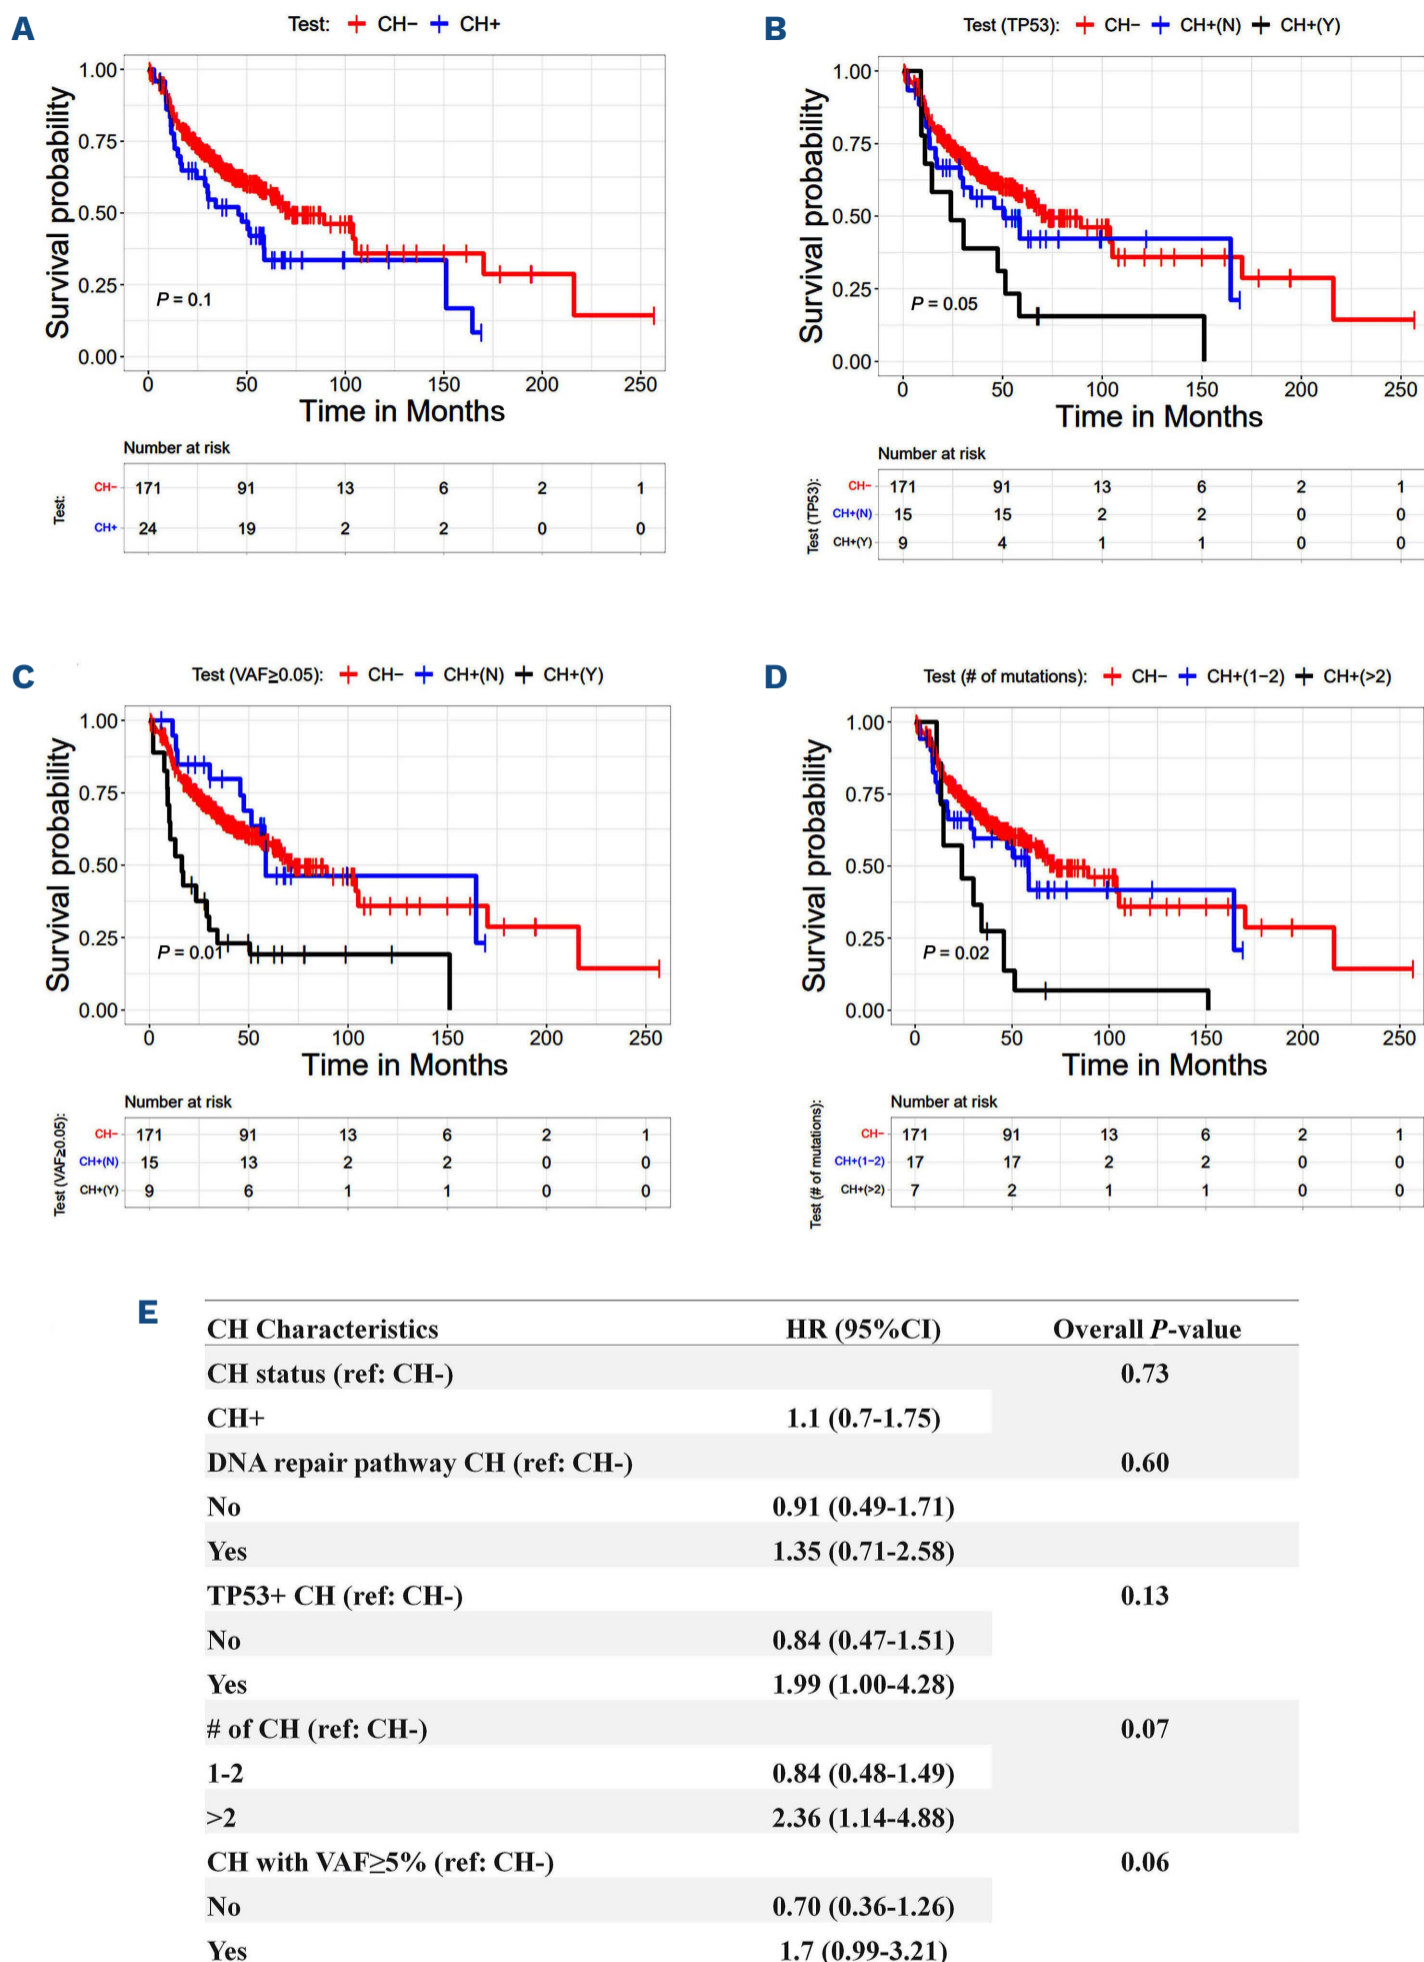 A
Test: CH− CH+
Survival probability
1.00
0.75
0.50
0.25
0.00
P = 0.1
0 50 100 150 200 250
Time in Months
Number at risk
Test:
CH− 171 91 13 6 2 1
CH+ 24 19 2 2 0 0
B
Test (TP53): CH− CH+(N) CH+(Y)
Survival probability
1.00
0.75
0.50
0.25
0.00
P = 0.05
0 50 100 150 200 250
Time in Months
Number at risk
Test (TP53):
CH− 171 91 13 6 2 1
CH+(N) 15 15 2 2 0 0
CH+(Y) 9 4 1 1 0 0
C
Test (VAF≥0.05): CH− CH+(N) CH+(Y)
Survival probability
1.00
0.75
0.50
0.25
0.00
P = 0.01
0 50 100 150 200 250
Time in Months
Number at risk
Test (VAF≥0.05):
CH− 171 91 13 6 2 1
CH+(N) 15 13 2 2 0 0
CH+(Y) 9 6 1 1 0 0
D
Test (# of mutations): CH− CH+(1−2) CH+(>2)
Survival probability
1.00
0.75
0.50
0.25
0.00
P = 0.02
0 50 100 150 200 250
Time in Months
Number at risk
Test (# of mutations):
CH− 171 91 13 6 2 1
CH+(1−2) 17 17 2 2 0 0
CH+(>2) 7 2 1 1 0 0
E
CH Characteristics HR (95%CI) Overall P-value
CH status (ref: CH-) 0.73
CH+ 1.1 (0.7-1.75)
DNA repair pathway CH (ref: CH-) 0.60
No 0.91 (0.49-1.71)
Yes 1.35 (0.71-2.58)
TP53+ CH (ref: CH-) 0.13
No 0.84 (0.47-1.51)
Yes 1.99 (1.00-4.28)
# of CH (ref: CH-) 0.07
1-2 0.84 (0.48-1.49)
>2 2.36 (1.14-4.88)
CH with VAF≥5% (ref: CH-) 0.06
No 0.70 (0.36-1.26)
Yes 1.7 (0.99-3.21)